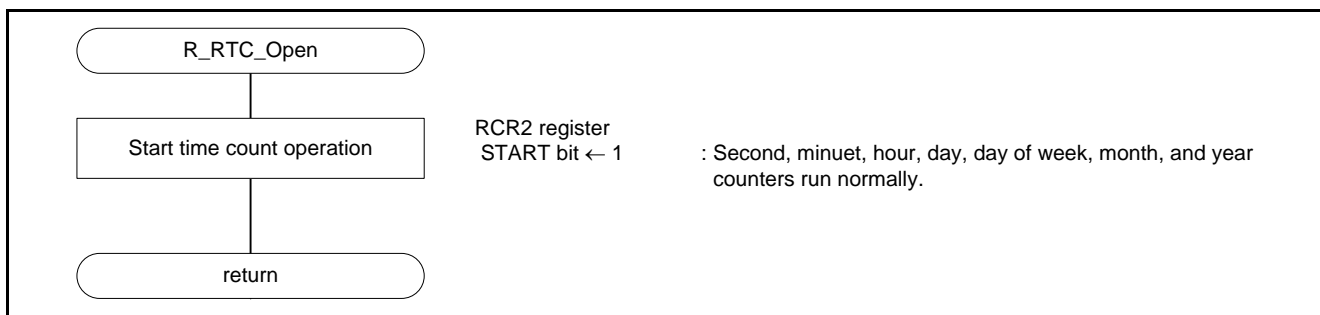 R_RTC_Open
Start time count operation
RCR2 register
START bit ← 1 : Second, minuet, hour, day, day of week, month, and year
counters run normally.
return